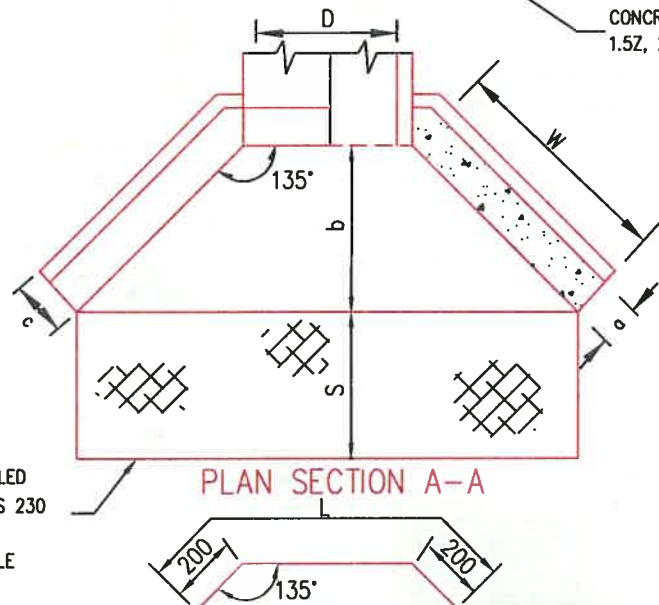 D
CONCR
1.5Z,
W
135°
b
c
a
S
LED
S 230
PLAN SECTION A-A
L
LE
200
200
135°